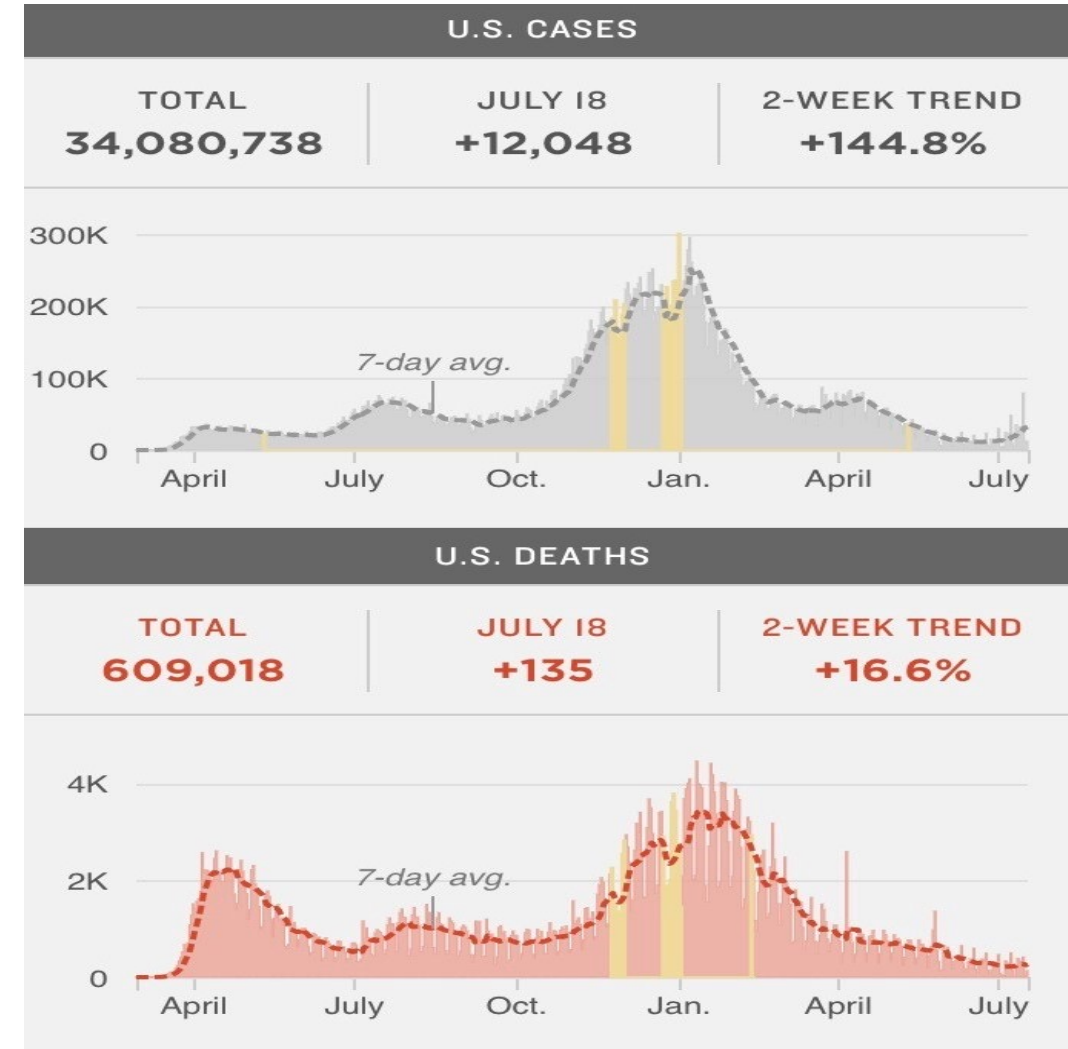 U.S. CASES
TOTAL JULY 18 2-WEEK TREND
34,080,738 +12,048 +144.8%
300K
200K
7-day avg.
100K
0
April July Oct. Jan. April July
U.S. DEATHS
TOTAL JULY 18 2-WEEK TREND
609,018 +135 +16.6%
4K
7-day avg.
2K
0
April July Oct. Jan. April July